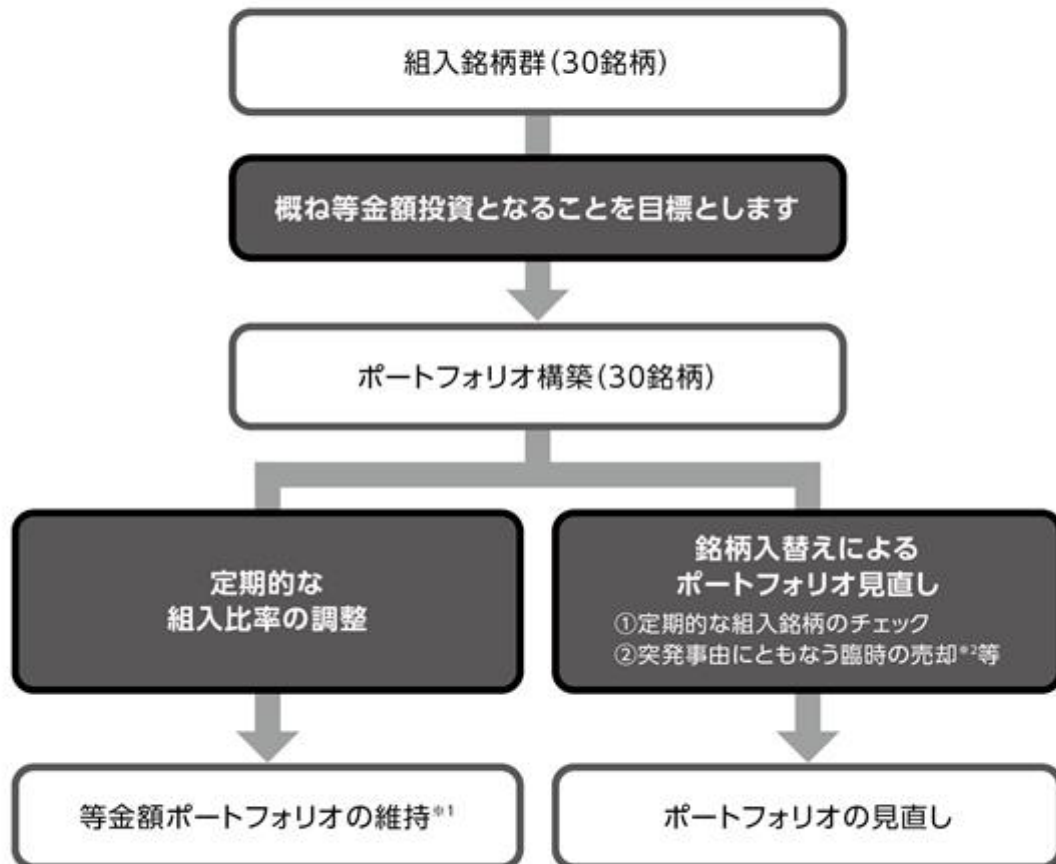 組入銘柄群(30銘柄)
概ね等金額投資となることを目標とします
ポートフォリオ構築(30銘柄)
定期的な
組入比率の調整
銘柄入替えによる
ポートフォリオ見直し
①定期的な組入銘柄のチェック
②突発事由にともなう臨時の売却※2等
等金額ポートフォリオの維持※1
ポートフォリオの見直し